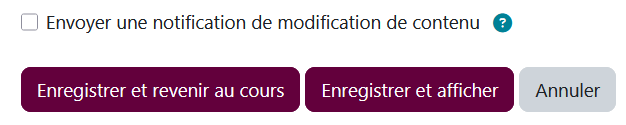 Envoyer une notification de modification de contenu ?
Enregistrer et revenir au cours Enregistrer et afficher Annuler